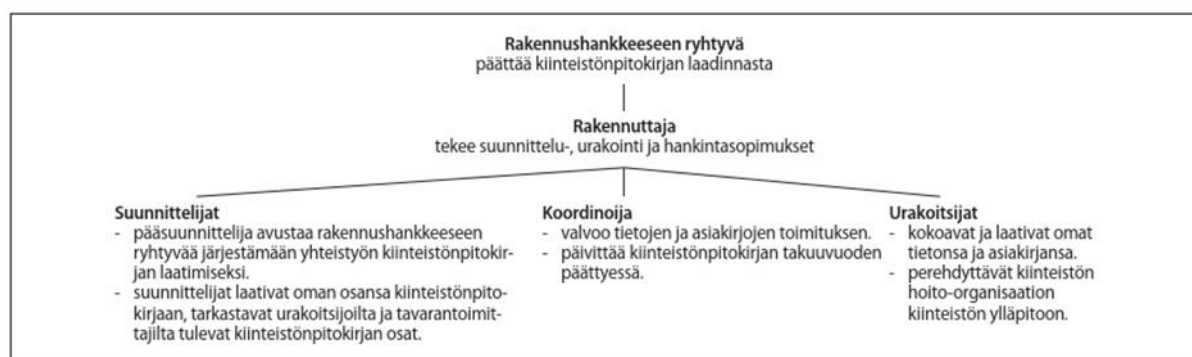 Rakennushankkeeseen ryhtyvä
päättää kiinteistönpitokirjan laadinnasta
Rakennuttaja
tekee suunnittelu-, urakointi ja hankintasopimukset
Suunnittelijat
- pääsuunnittelija avustaa rakennushankkeeseen
ryhtyvää järjestämään yhteistyön kiinteistönpitokir-
jan laatimiseksi.
- suunnittelijat laativat oman osansa kiinteistönpito-
kirjaan, tarkastavat urakoitsijoilta ja tavarantoimit-
tajilta tulevat kiinteistönpitokirjan osat.
Koordinoija
- valvoo tietojen ja asiakirjojen toimituksen.
- päivittää kiinteistönpitokirjan takuuvuoden
päättyessä.
Urakoitsijat
- kokoavat ja laativat omat
tietonsa ja asiakirjansa.
- perehdyttävät kiinteistön
hoito-organisaation
kiinteistön ylläpitoon.